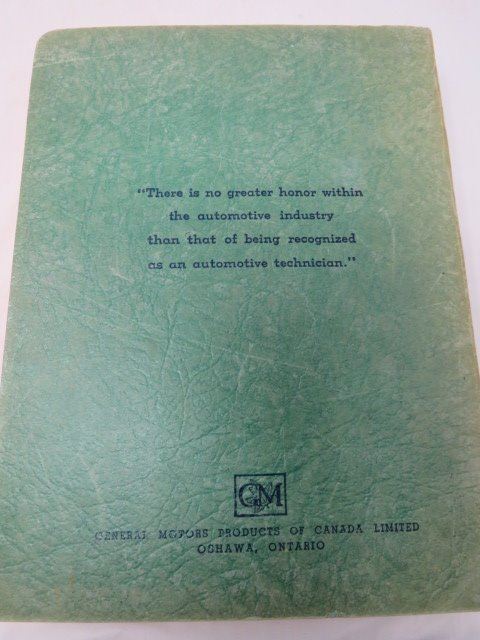 "There is no greater honor within
the automotive industry
than that of being recognized
as an automotive technician."
GM
GENERAL MOTORS PRODUCTS OF CANADA LIMITED
OSHAWA, ONTARIO